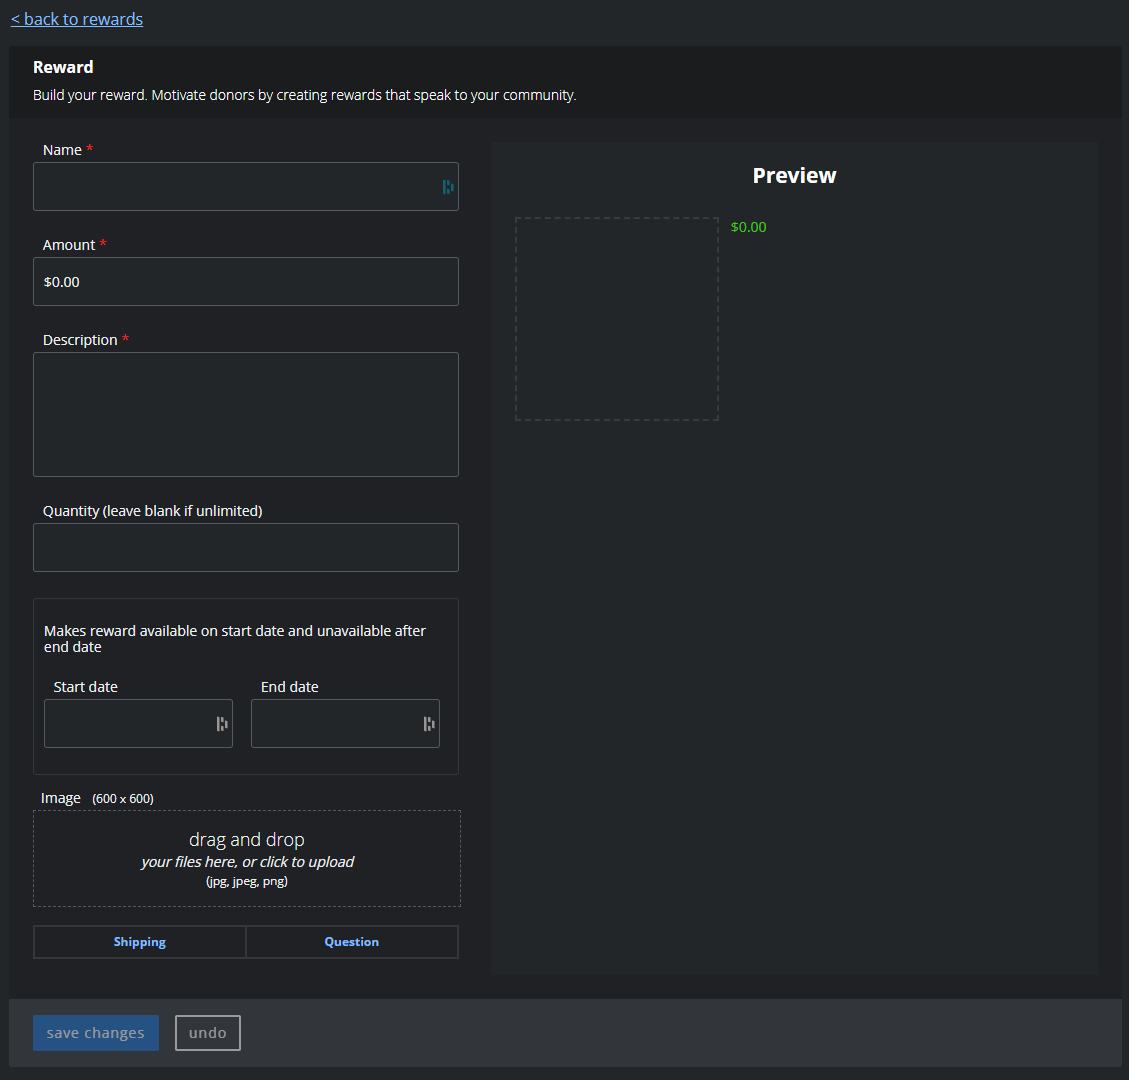 < back to rewards
Reward
Build your reward. Motivate donors by creating rewards that speak to your community.
Name *
Amount *
$0.00
Description *
Quantity (leave blank if unlimited)
Makes reward available on start date and unavailable after
end date
Start date
End date
Image (600 x 600)
drag and drop
your files here, or click to upload
(jpg, jpeg, png)
Shipping
Question
Preview
$0.00
save changes
undo